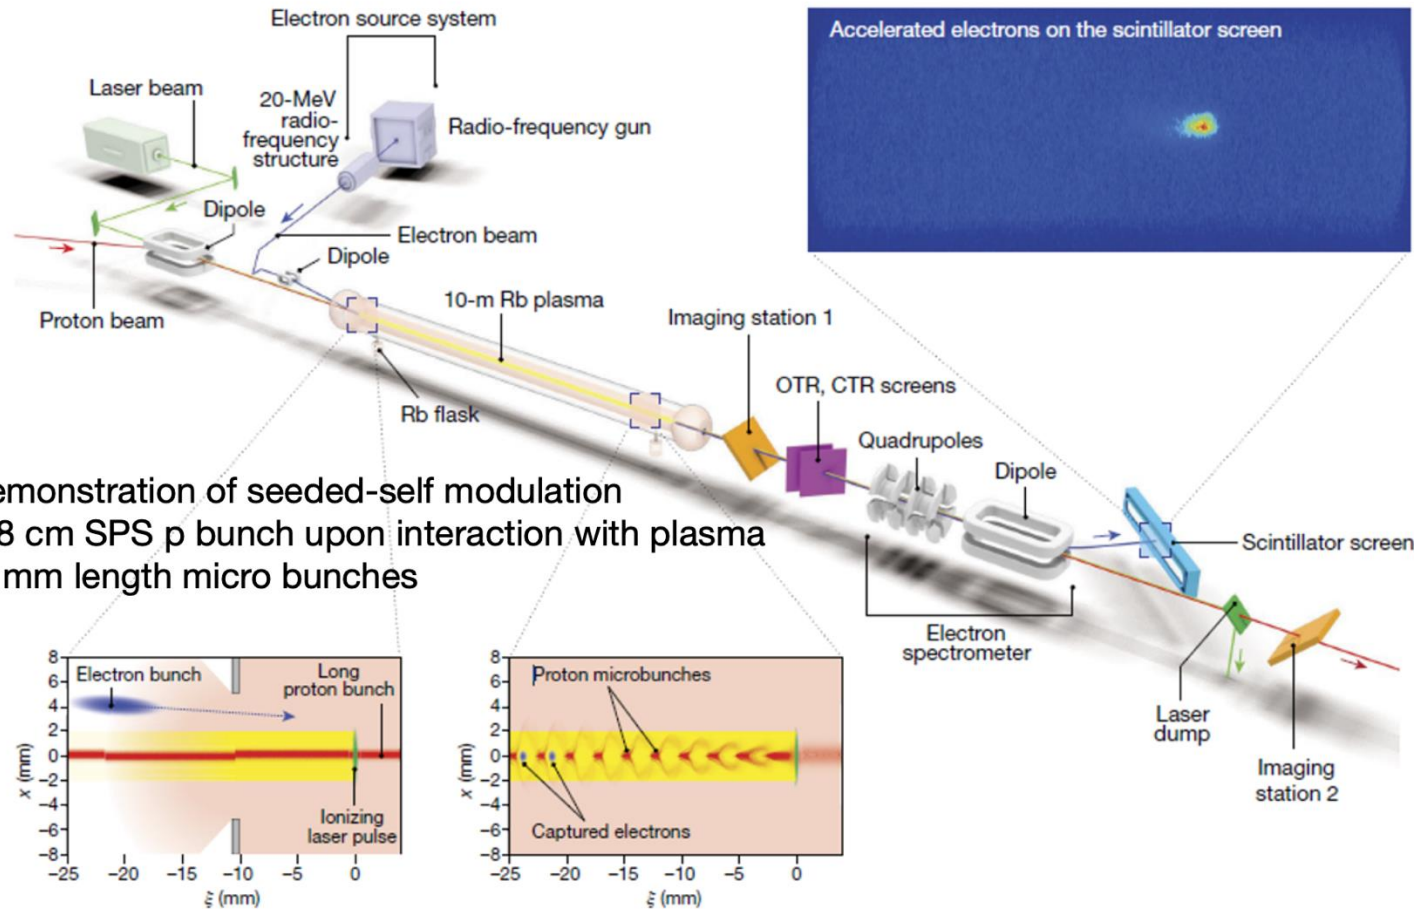 Electron source system
Accelerated electrons on the scintillator screen
Laser beam
20-MeV
radio-
frequency
structure
Radio-frequency gun
Dipole
Electron beam
Dipole
Proton beam
10-m Rb plasma
Imaging station 1
Rb flask
OTR, CTR screens
Quadrupoles
Dipole
emonstration of seeded-self modulation
8 cm SPS p bunch upon interaction with plasma
mm length micro bunches
Scintillator screen
Electron
spectrometer
Laser
dump
Imaging
station 2
Electron bunch
Long
proton bunch
Ionizing
laser pulse
x (mm)
8
6
4
2
0
−2
−4
−6
−8
−25 −20 −15 −10 −5 0
ξ (mm)
Proton microbunches
Captured electrons
x (mm)
8
6
4
2
0
−2
−4
−6
−8
−25 −20 −15 −10 −5 0
ξ (mm)